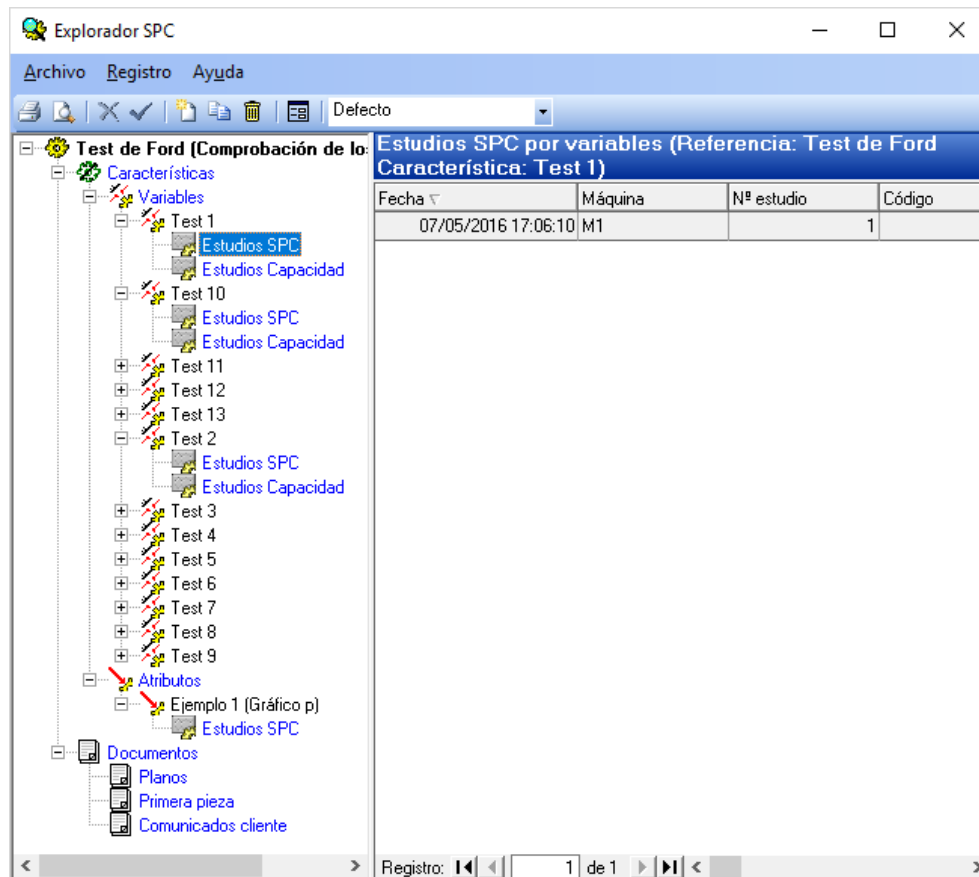 Explorador SPC
Archivo Registro Ayuda
Defecto
Test de Ford (Comprobación de lo
Características
Variables
Test 1
Estudios SPC
Estudios Capacidad
Test 10
Estudios SPC
Estudios Capacidad
Test 11
Test 12
Test 13
Test 2
Estudios SPC
Estudios Capacidad
Test 3
Test 4
Test 5
Test 6
Test 7
Test 8
Test 9
Atributos
Ejemplo 1 (Gráfico p)
Estudios SPC
Documentos
Planos
Primera pieza
Comunicados cliente
Estudios SPC por variables (Referencia: Test de Ford
Característica: Test 1)
Fecha Máquina Nº estudio Código
07/05/2016 17:06:10 M1 1
Registro: 1 de 1